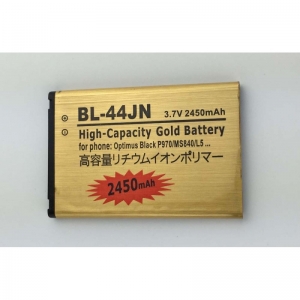 BL-44JN 3.7V 2450mAh
High-Capacity Gold Battery
for phone: Optimus Black P970/MS840/L5 ...
高容量リチウムイオンポリマー
2450mAh